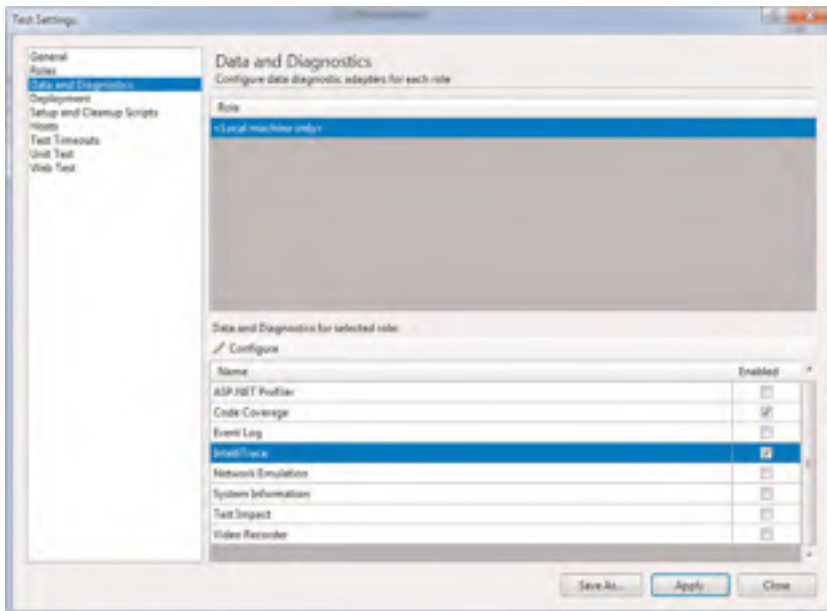 Test Settings
General
Roles
Data and Diagnostics
Deployment
Setup and Cleanup Scripts
Hosts
Test Timeouts
Unit Test
Web Test
Data and Diagnostics
Configure data diagnostic adapters for each role
Role
<Local machine only>
Data and Diagnostics for selected role:
Configure
Name Enabled
ASP.NET Profiler
Code Coverage
Event Log
IntelliTrace
Network Emulation
System Information
Test Impact
Video Recorder
Save As... Apply Close